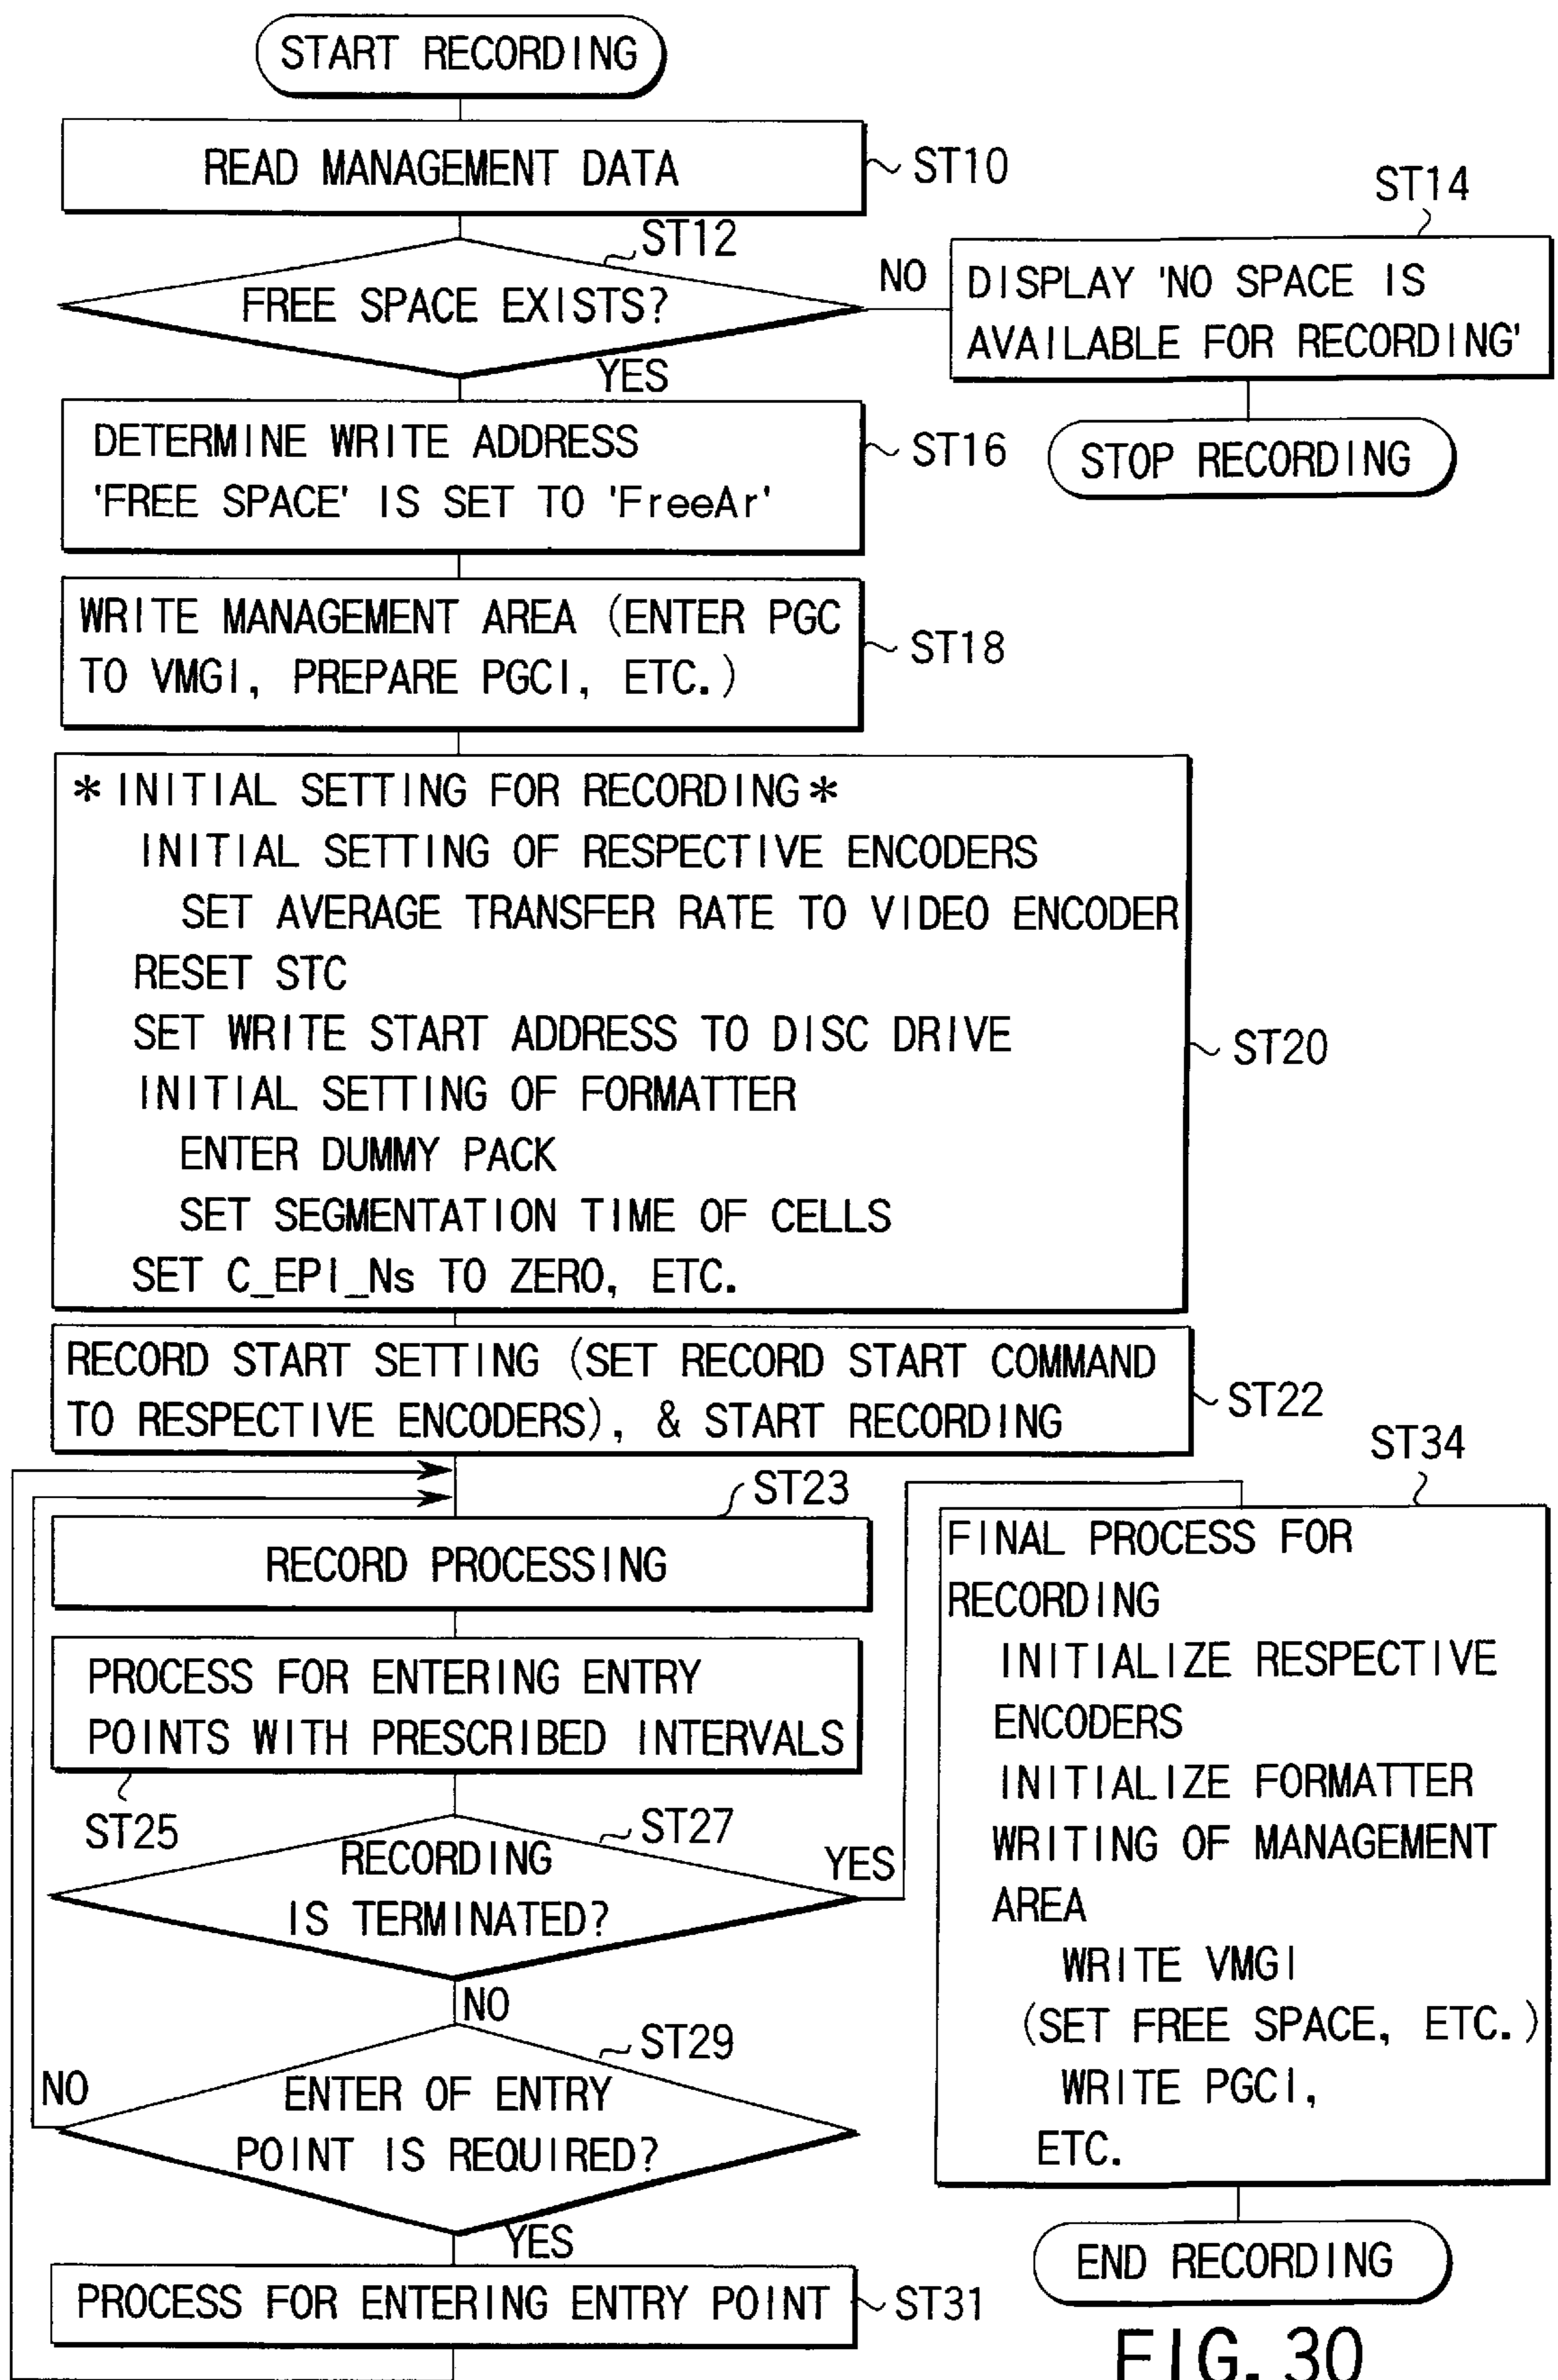 START RECORDING
READ MANAGEMENT DATA
ST10
ST12
FREE SPACE EXISTS?
NO
YES
ST14
DISPLAY 'NO SPACE IS
AVAILABLE FOR RECORDING'
STOP RECORDING
DETERMINE WRITE ADDRESS
'FREE SPACE' IS SET TO 'FreeAr'
ST16
WRITE MANAGEMENT AREA (ENTER PGC
TO VMGI, PREPARE PGCI, ETC.)
ST18
* INITIAL SETTING FOR RECORDING *
INITIAL SETTING OF RESPECTIVE ENCODERS
SET AVERAGE TRANSFER RATE TO VIDEO ENCODER
RESET STC
SET WRITE START ADDRESS TO DISC DRIVE
INITIAL SETTING OF FORMATTER
ENTER DUMMY PACK
SET SEGMENTATION TIME OF CELLS
SET C_EPI_Ns TO ZERO, ETC.
ST20
RECORD START SETTING (SET RECORD START COMMAND
TO RESPECTIVE ENCODERS), & START RECORDING
ST22
ST23
RECORD PROCESSING
PROCESS FOR ENTERING ENTRY
POINTS WITH PRESCRIBED INTERVALS
ST25
ST27
RECORDING
IS TERMINATED?
YES
NO
ST29
ENTER OF ENTRY
POINT IS REQUIRED?
NO
YES
PROCESS FOR ENTERING ENTRY POINT
ST31
ST34
FINAL PROCESS FOR
RECORDING
INITIALIZE RESPECTIVE
ENCODERS
INITIALIZE FORMATTER
WRITING OF MANAGEMENT
AREA
WRITE VMGI
(SET FREE SPACE, ETC.)
WRITE PGCI,
ETC.
END RECORDING
FIG. 30